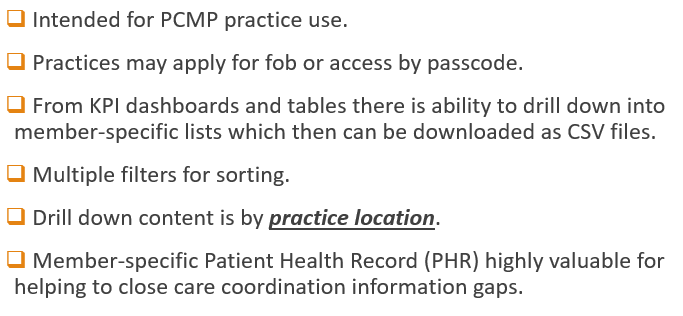 ❑ Intended for PCMP practice use.
❑ Practices may apply for fob or access by passcode.
❑ From KPI dashboards and tables there is ability to drill down into
member-specific lists which then can be downloaded as CSV files.
❑ Multiple filters for sorting.
❑ Drill down content is by practice location.
❑ Member-specific Patient Health Record (PHR) highly valuable for
helping to close care coordination information gaps.